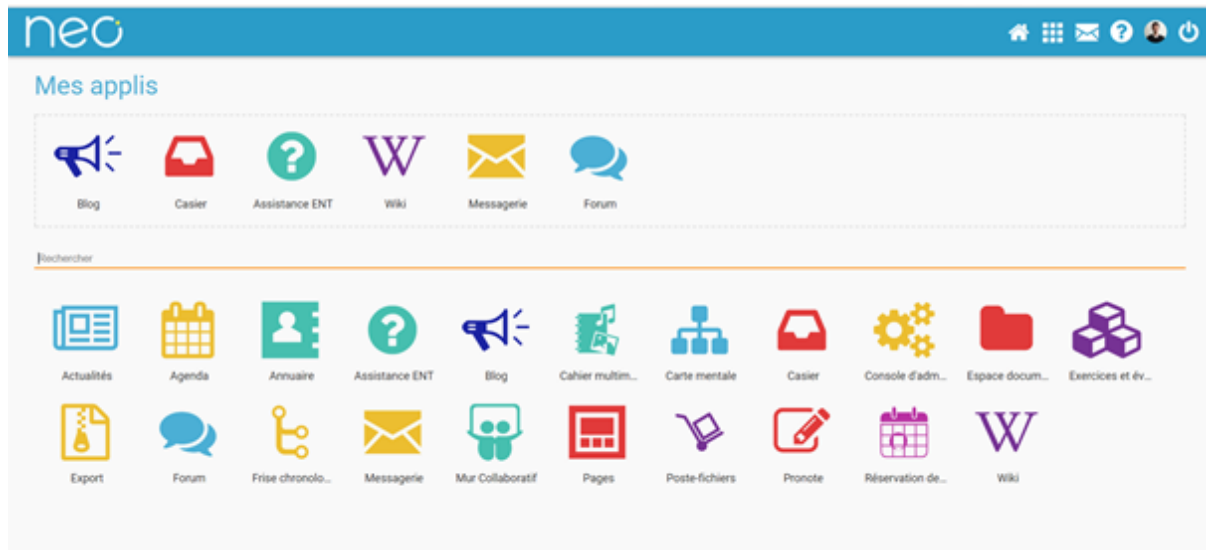 neo
Mes applis
Blog Casier Assistance ENT Wiki Messagerie Forum
Rechercher
Actualités Agenda Annuaire Assistance ENT Blog Cahier multim... Carte mentale Casier Console d'adm... Espace docum... Exercices et év...
Export Forum Frise chronolo... Messagerie Mur Collaboratif Pages Poste-fichiers Pronote Réservation de... Wiki